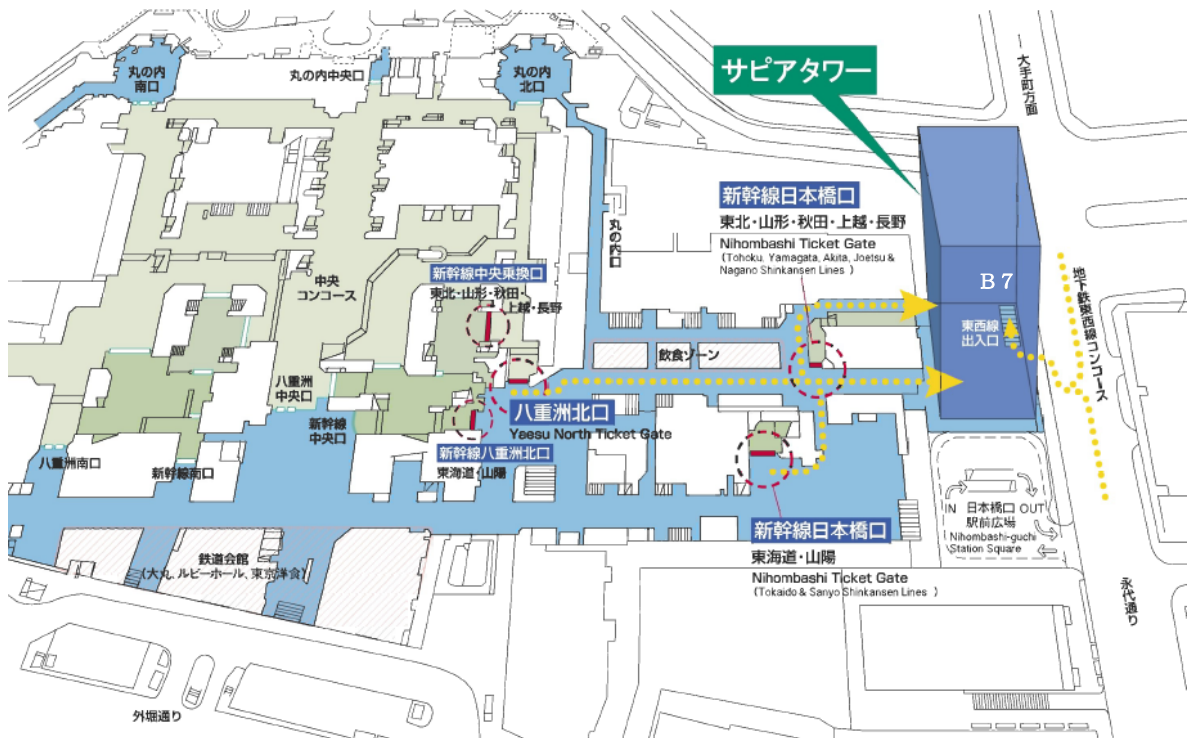 丸の内
南口
丸の内中央口
丸の内
北口
サピアタワー
一大手町方面
新幹線日本橋口
東北・山形・秋田・上越・長野
Nihombashi Ticket Gate
(Tohoku, Yamagata, Akita, Joetsu &
Nagano Shinkansen Lines )
丸の内口
中央
コンコース
新幹線中央乗換口
東北・山形・秋田・
上越・長野
B7
東西線
出入口
地下鉄東西線コンコース
飲食ゾーン
八重洲
中央口
新幹線
中央口
八重洲北口
Yaesu North Ticket Gate
新幹線八重洲北口
東海道・山陽
八重洲南口
新幹線南口
新幹線日本橋口
東海道・山陽
Nihombashi Ticket Gate
(Tokaido & Sanyo Shinkansen Lines )
IN 日本橋口 OUT
駅前広場
Nihombashi-guchi
Station Square
鉄道会館
(大丸、ルビーホール、東京洋食)
永代通り
外堀通り